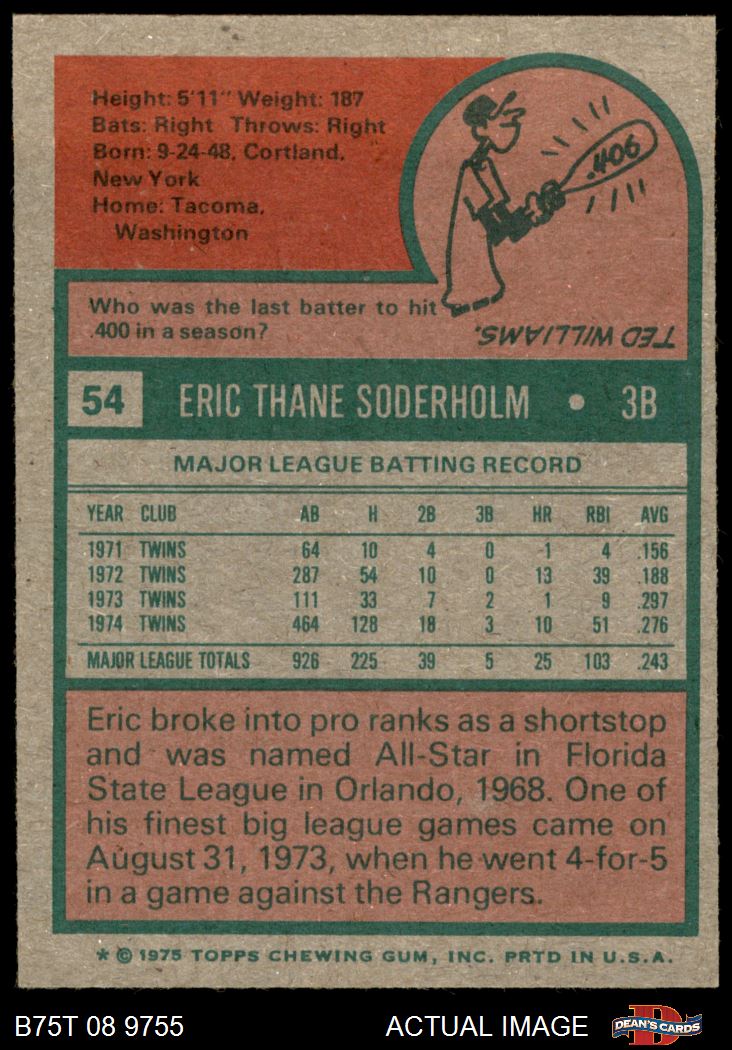 Height: 5'11" Weight: 187
Bats: Right Throws: Right
Born: 9-24-48, Cortland,
New York
Home: Tacoma,
Washington
.406
Who was the last batter to hit
.400 in a season?
TED WILLIAMS.
54 ERIC THANE SODERHOLM • 3B
MAJOR LEAGUE BATTING RECORD
YEAR CLUB AB H 2B 3B HR RBI AVG
1971 TWINS 64 10 4 0 1 4 .156
1972 TWINS 287 54 10 0 13 39 .188
1973 TWINS 111 33 7 2 1 9 .297
1974 TWINS 464 128 18 3 10 51 .276
MAJOR LEAGUE TOTALS 926 225 39 5 25 103 .243
Eric broke into pro ranks as a shortstop
and was named All-Star in Florida
State League in Orlando, 1968. One of
his finest big league games came on
August 31, 1973, when he went 4-for-5
in a game against the Rangers.
* © 1975 TOPPS CHEWING GUM, INC. PRTD IN U.S.A.
B75T 08 9755 ACTUAL IMAGE D DEAN'S CARDS